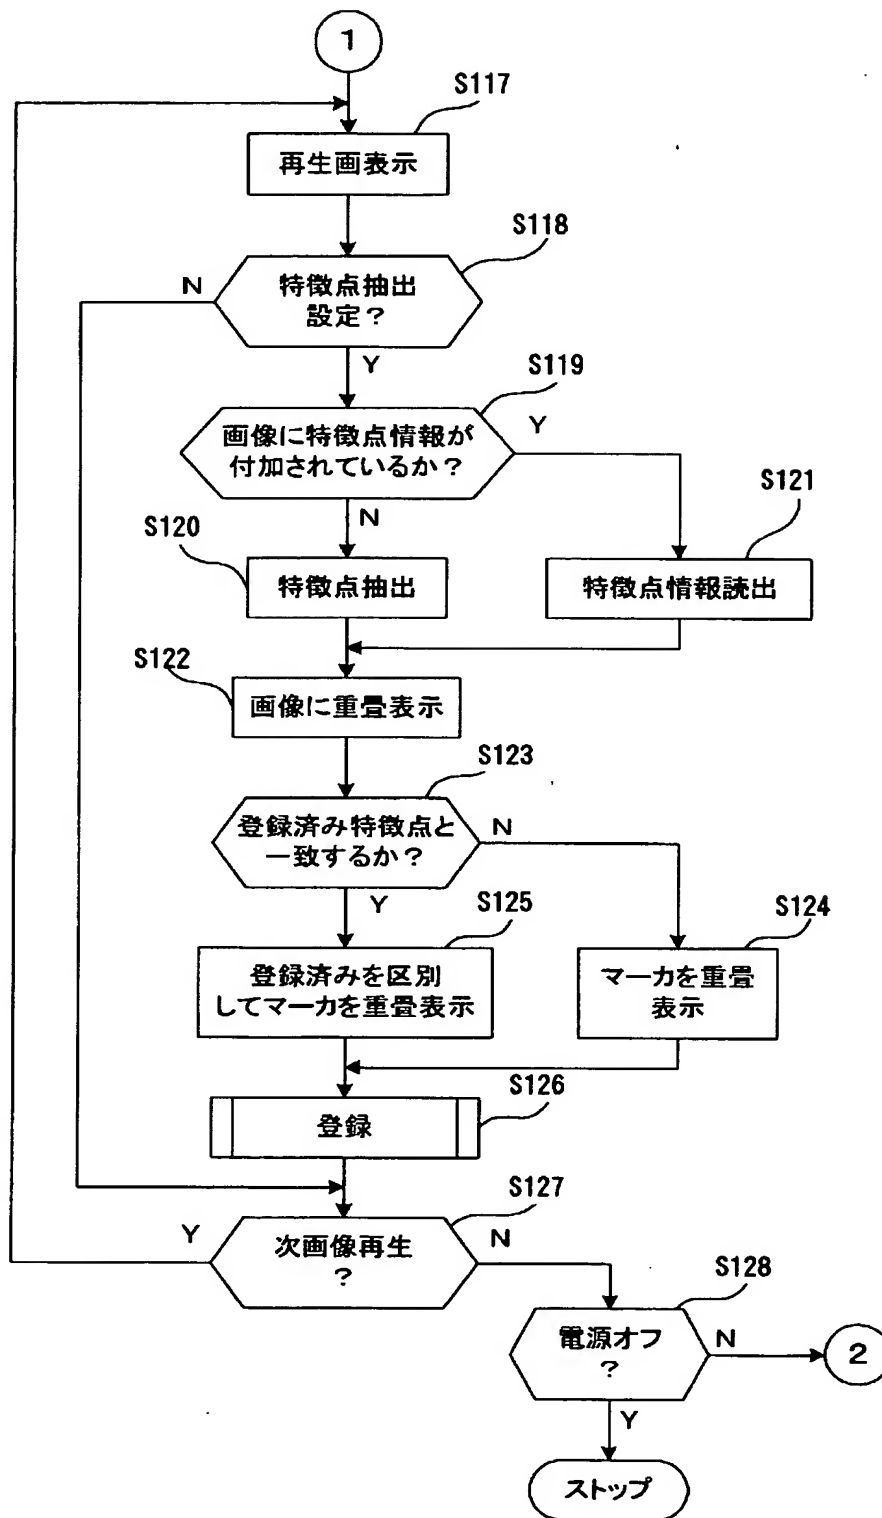 1
S117
再生画表示
S118
N
特徴点抽出
設定？
Y
S119
画像に特徴点情報が
付加されているか？
Y
N
S120
特徴点抽出
S121
特徴点情報読出
S122
画像に重畳表示
S123
登録済み特徴点と
一致するか？
N
Y
S125
登録済みを区別
してマーカを重畳表示
S124
マーカを重畳
表示
S126
登録
S127
Y
次画像再生
？
N
S128
電源オフ
？
N
2
Y
ストップ